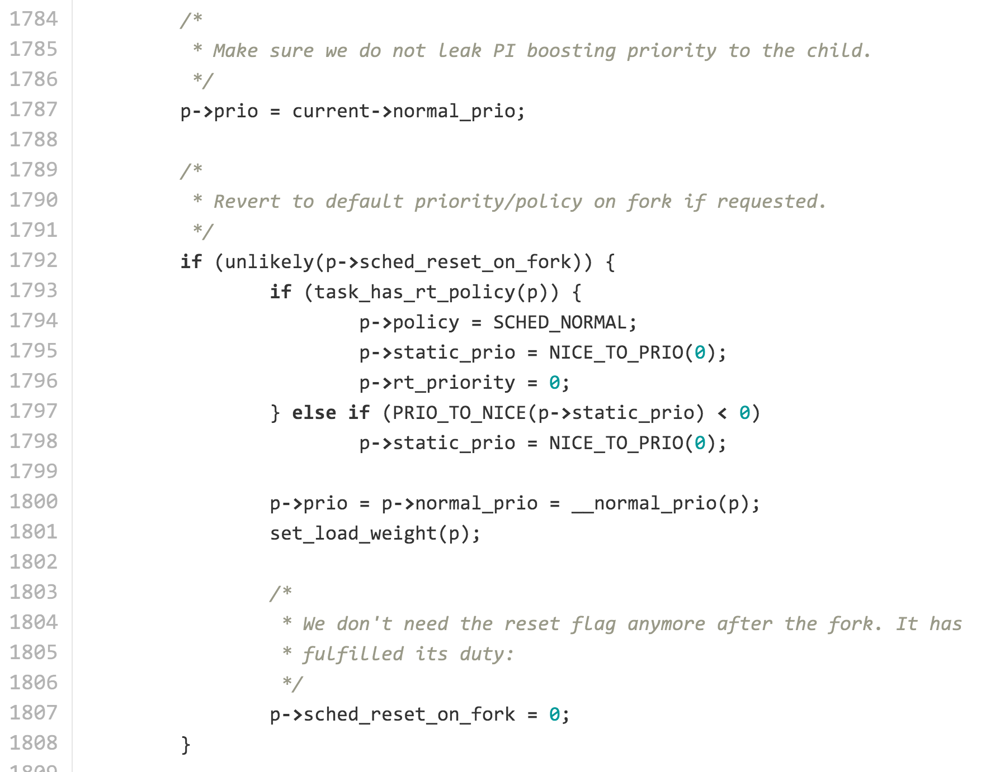 1784 /*
1785 * Make sure we do not leak PI boosting priority to the child.
1786 */
1787 p->prio = current->normal_prio;
1788
1789 /*
1790 * Revert to default priority/policy on fork if requested.
1791 */
1792 if (unlikely(p->sched_reset_on_fork)) {
1793 if (task_has_rt_policy(p)) {
1794 p->policy = SCHED_NORMAL;
1795 p->static_prio = NICE_TO_PRIO(0);
1796 p->rt_priority = 0;
1797 } else if (PRIO_TO_NICE(p->static_prio) < 0)
1798 p->static_prio = NICE_TO_PRIO(0);
1799
1800 p->prio = p->normal_prio = __normal_prio(p);
1801 set_load_weight(p);
1802
1803 /*
1804 * We don't need the reset flag anymore after the fork. It has
1805 * fulfilled its duty:
1806 */
1807 p->sched_reset_on_fork = 0;
1808 }
1809